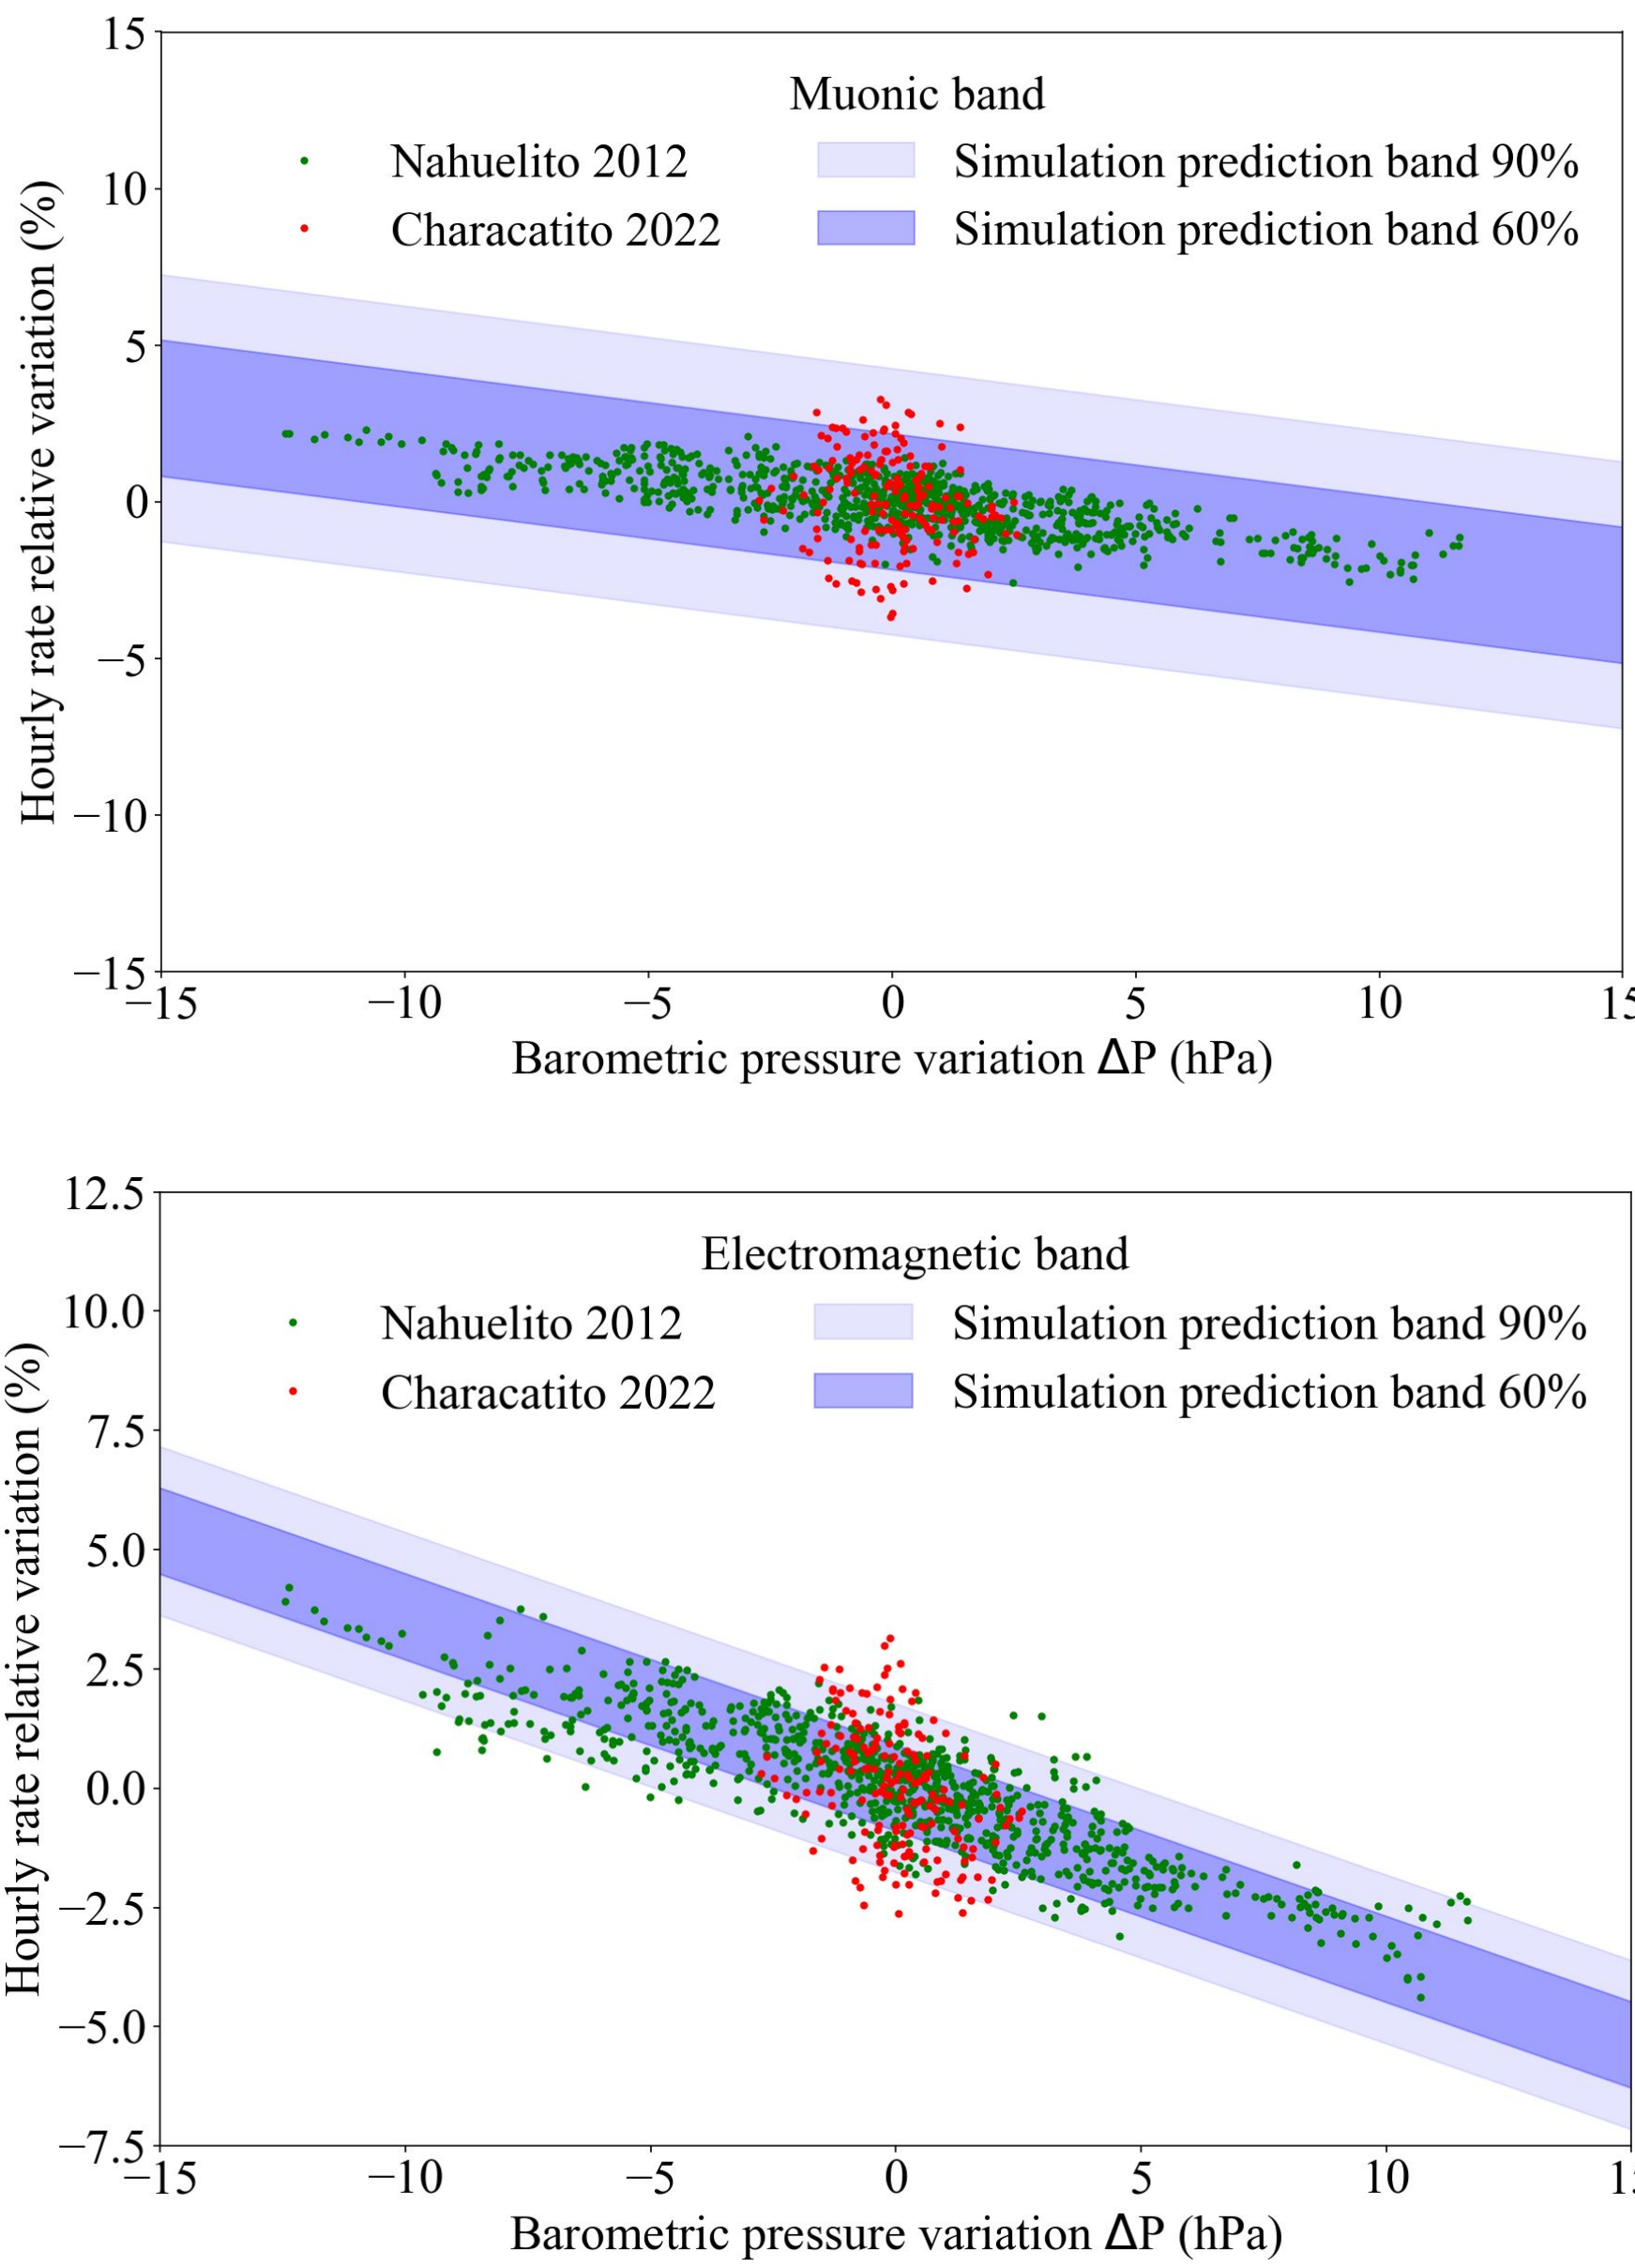 15
Muonic band
Nahuelito 2012
Simulation prediction band 90%
10
Characatito 2022
Simulation prediction band 60%
5
0
−5
−10
−15
Hourly rate relative variation (%)
−15 −10 −5 0 5 10 15
Barometric pressure variation ΔP (hPa)
12.5
Electromagnetic band
10.0
Nahuelito 2012
Simulation prediction band 90%
Characatito 2022
Simulation prediction band 60%
7.5
5.0
2.5
0.0
−2.5
−5.0
−7.5
Hourly rate relative variation (%)
−15 −10 −5 0 5 10
Barometric pressure variation ΔP (hPa)